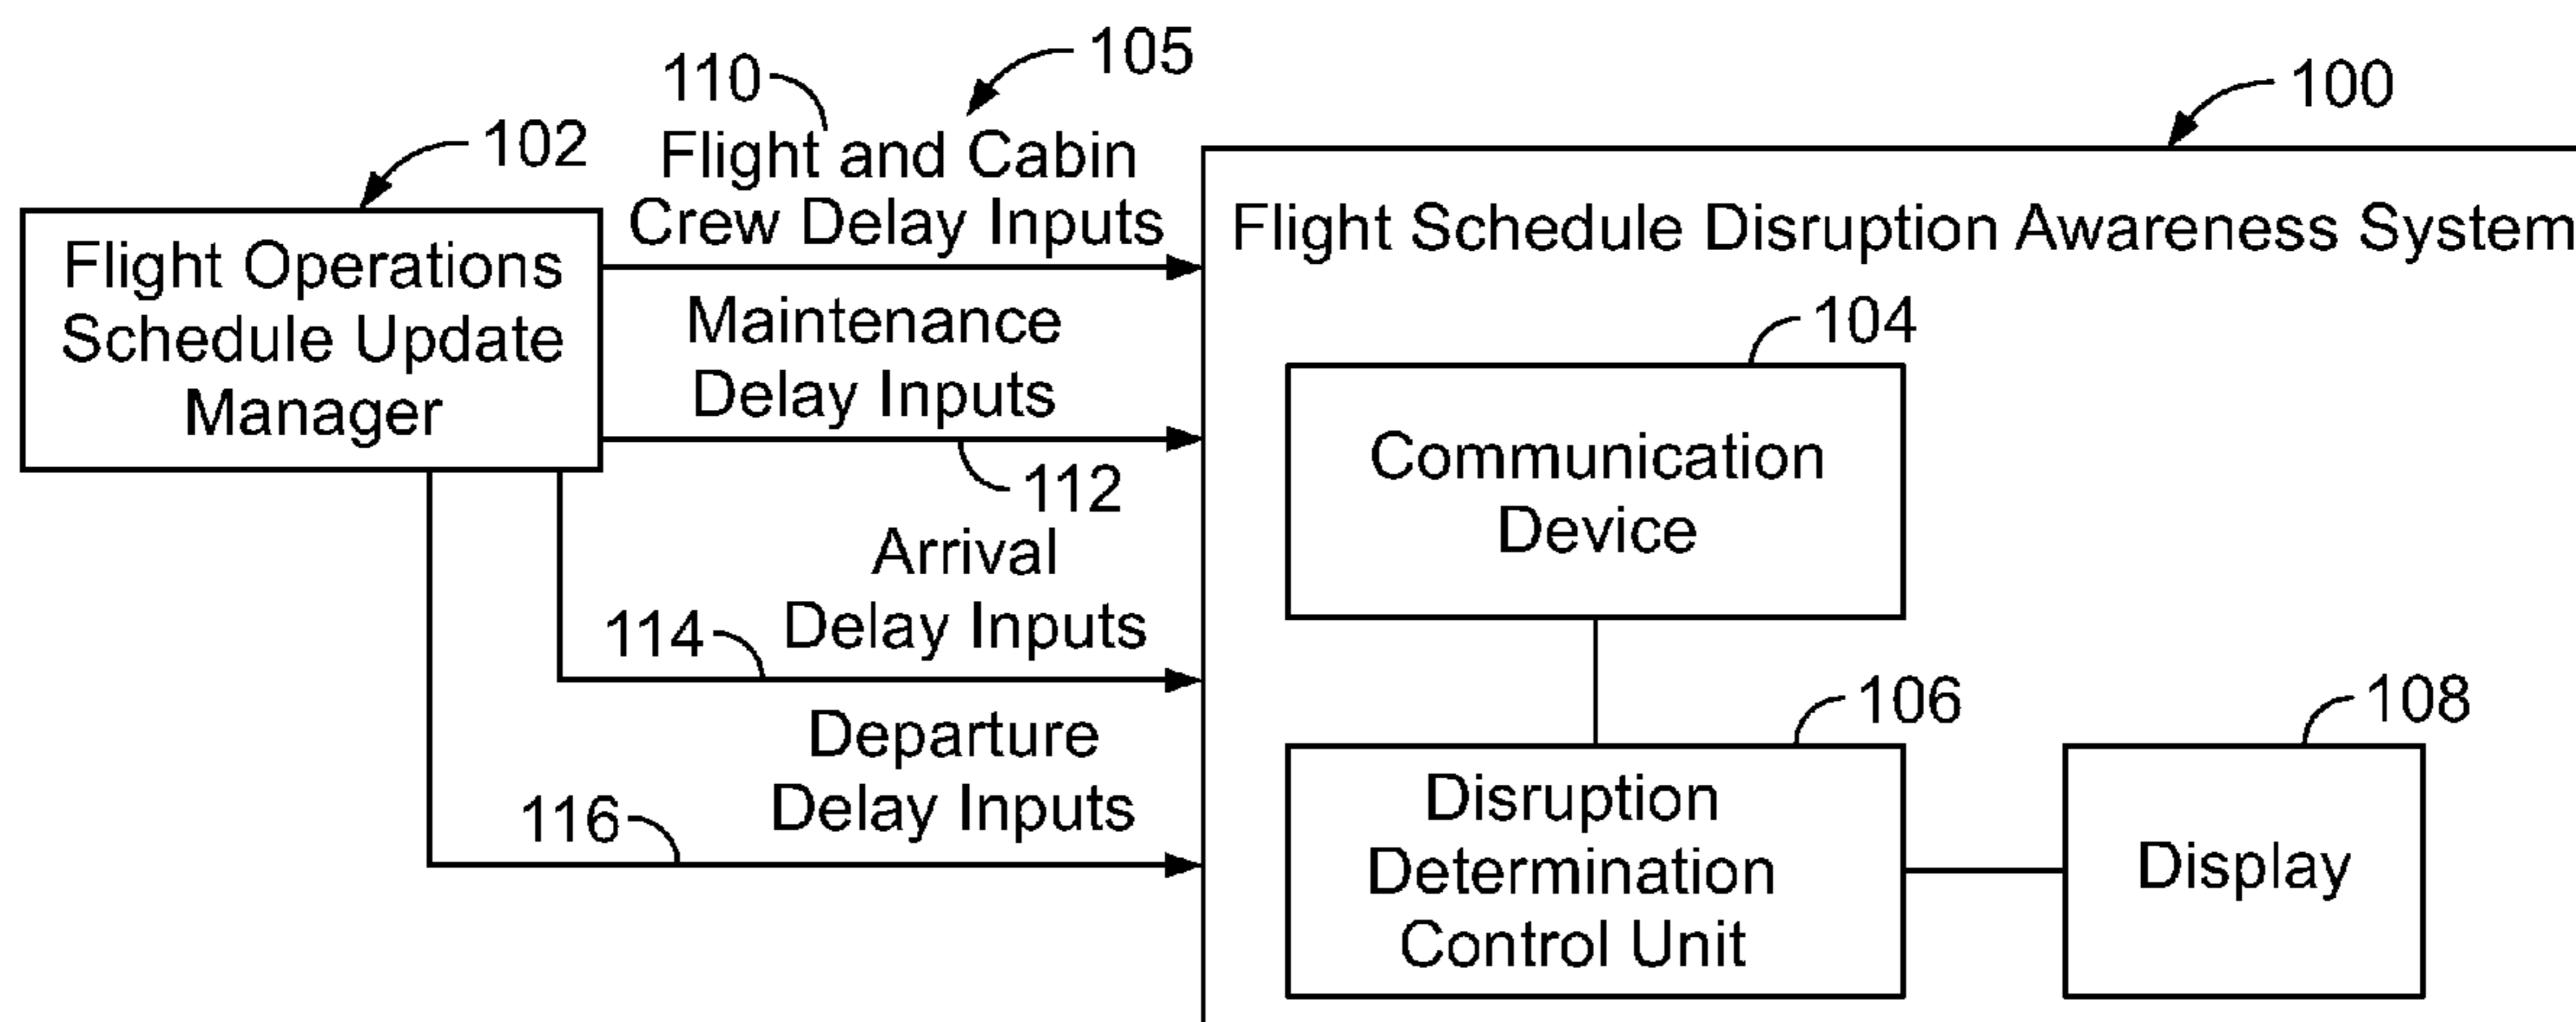 105
110
100
102
Flight and Cabin
Crew Delay Inputs
Flight Operations
Schedule Update
Manager
Flight Schedule Disruption Awareness System
Maintenance
Delay Inputs
112
104
Communication
Device
Arrival
Delay Inputs
114
Departure
Delay Inputs
116
106
108
Disruption
Determination
Control Unit
Display